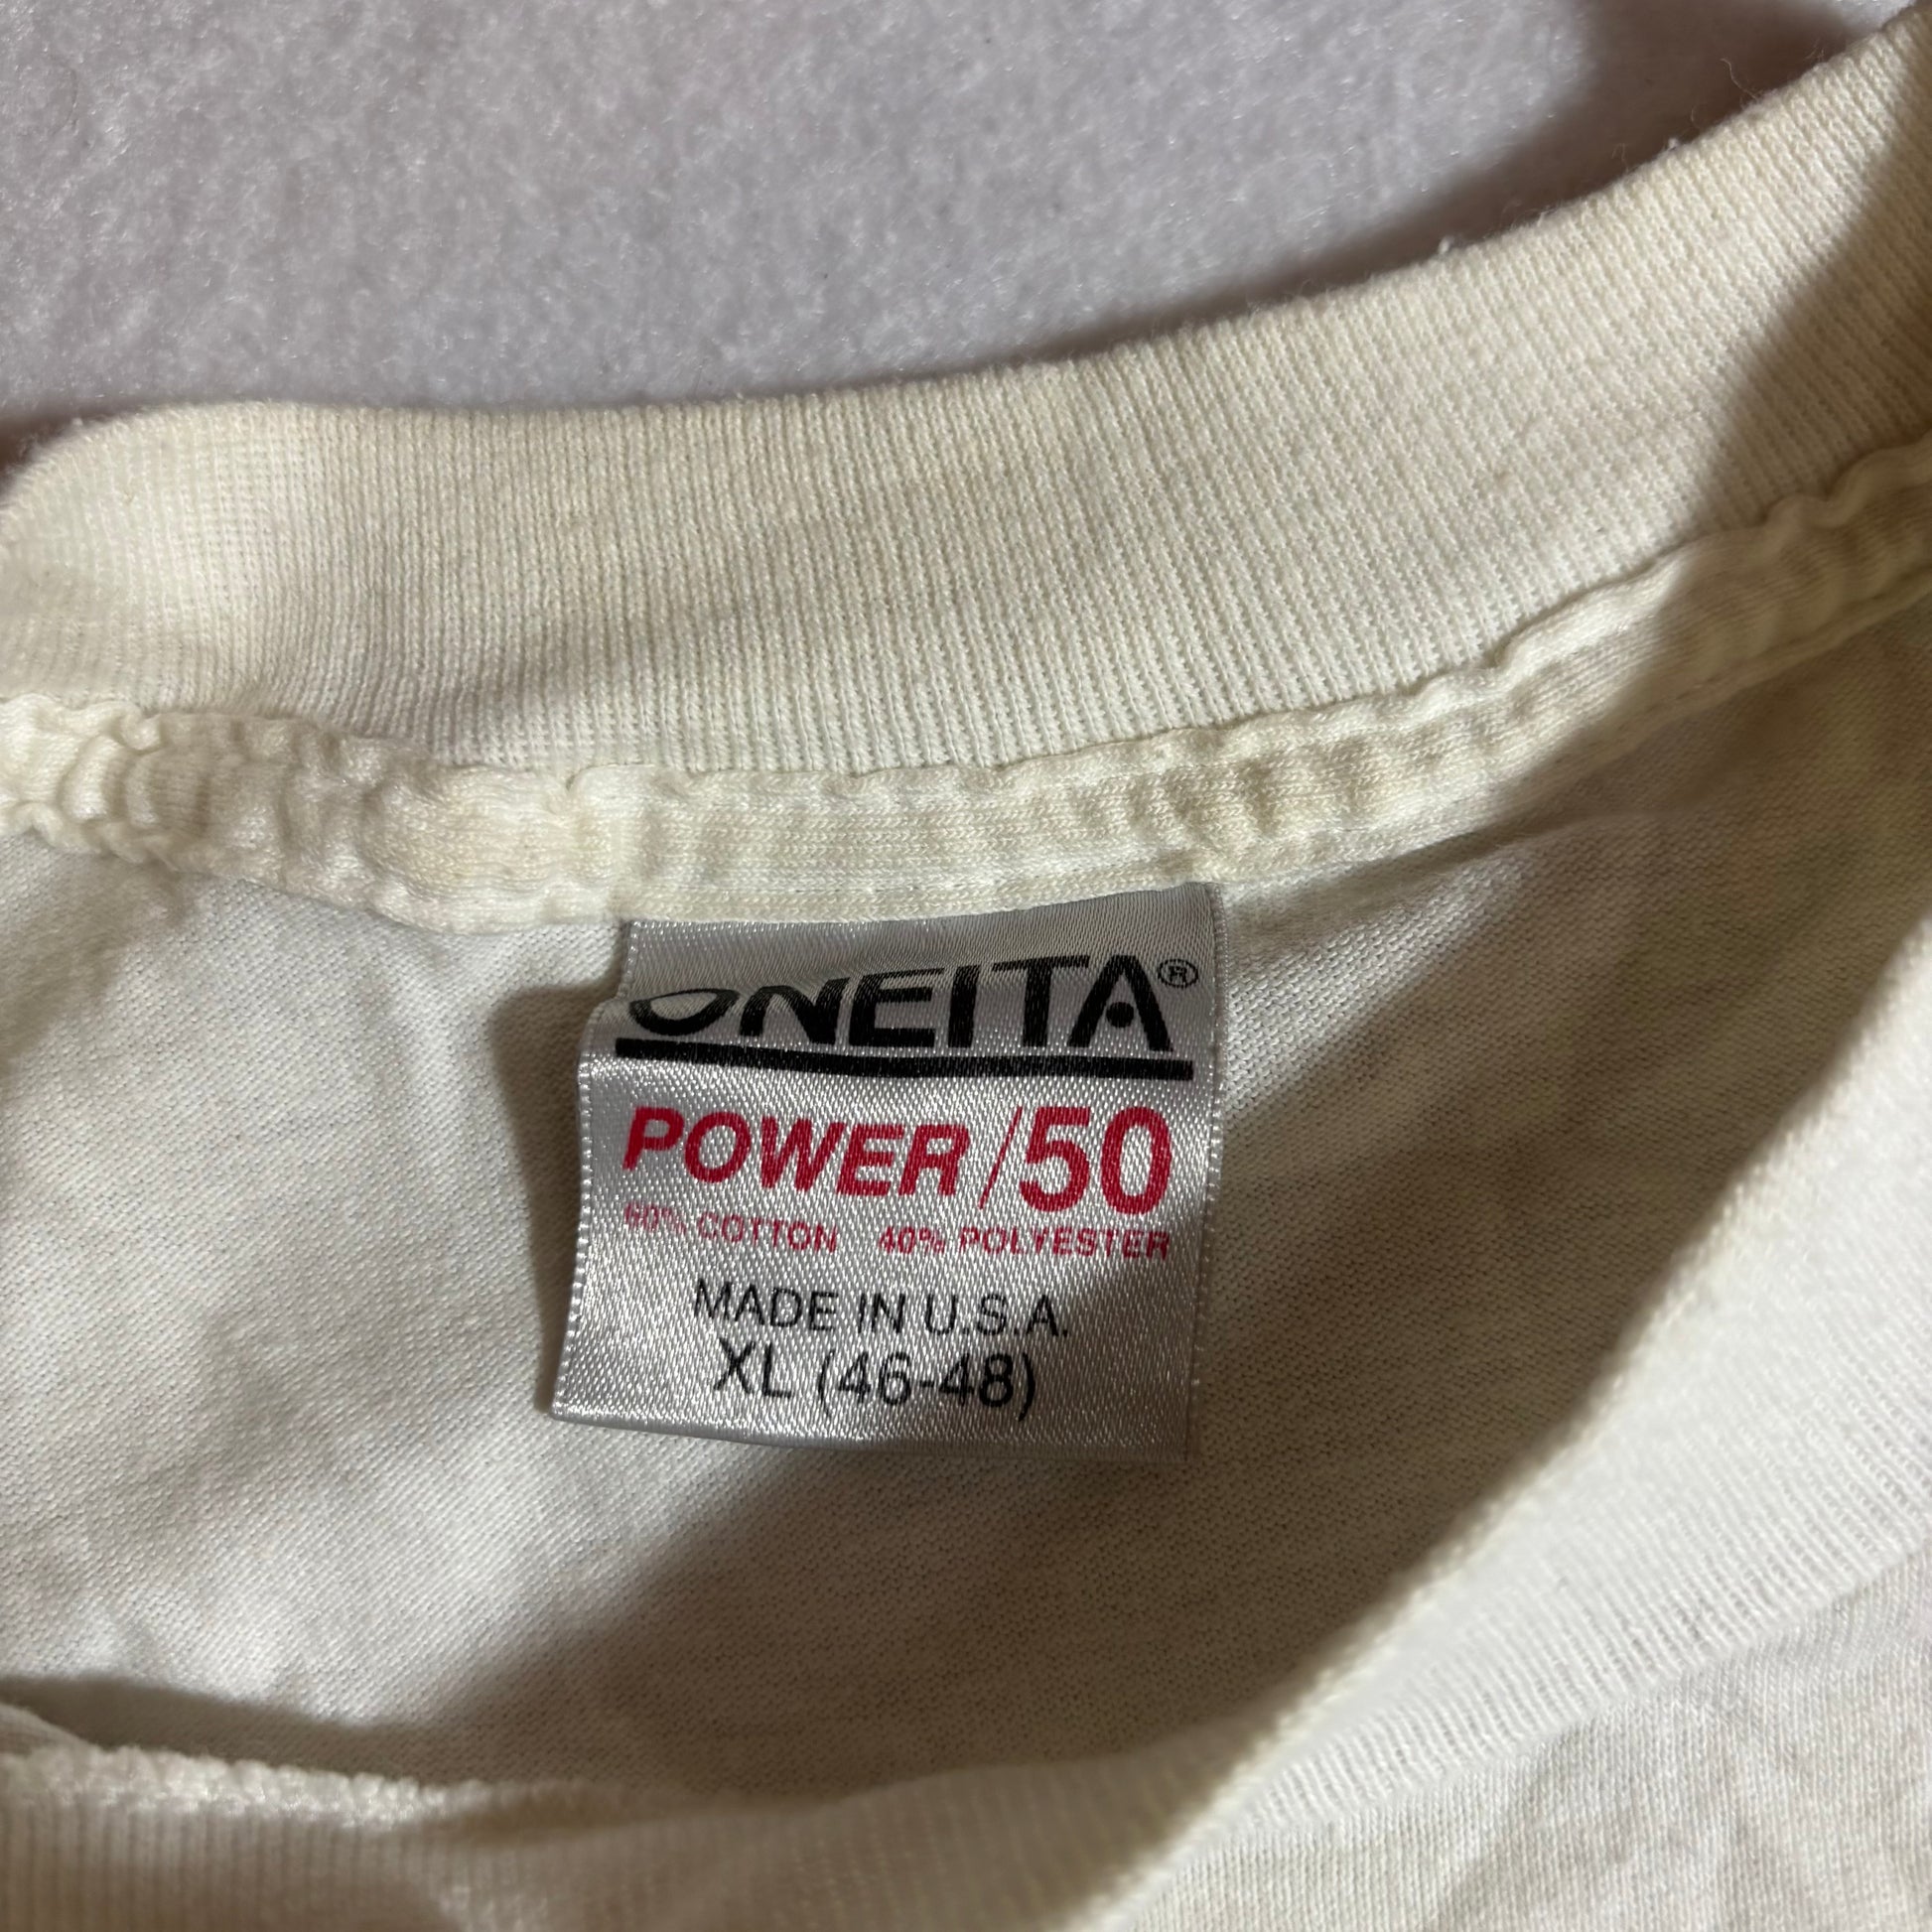 ONEITA®
POWER/50
60% COTTON 40% POLYESTER
MADE IN U.S.A.
XL (46-48)